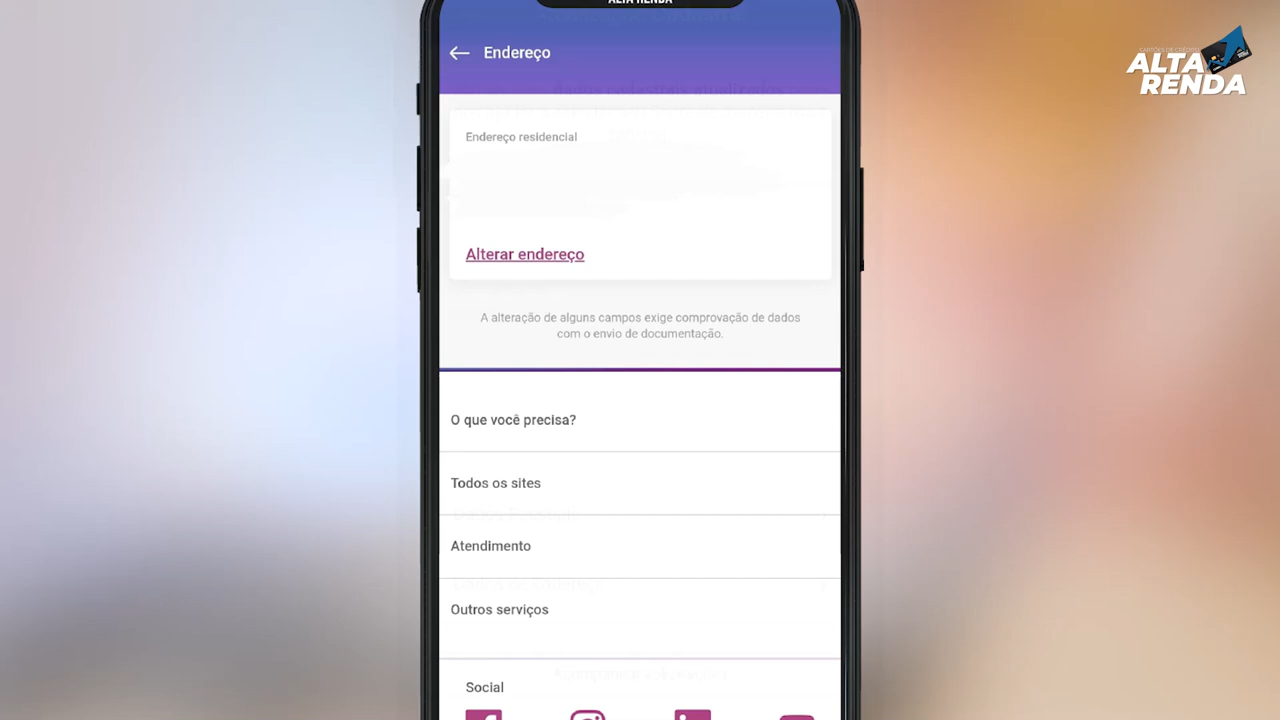 ALTA RENDA
Endereço
CARTÕES DE CRÉDITO
ALTA
RENDA
Endereço residencial
Alterar endereço
A alteração de alguns campos exige comprovação de dados
com o envio de documentação.
O que você precisa?
Todos os sites
Atendimento
Outros serviços
Social